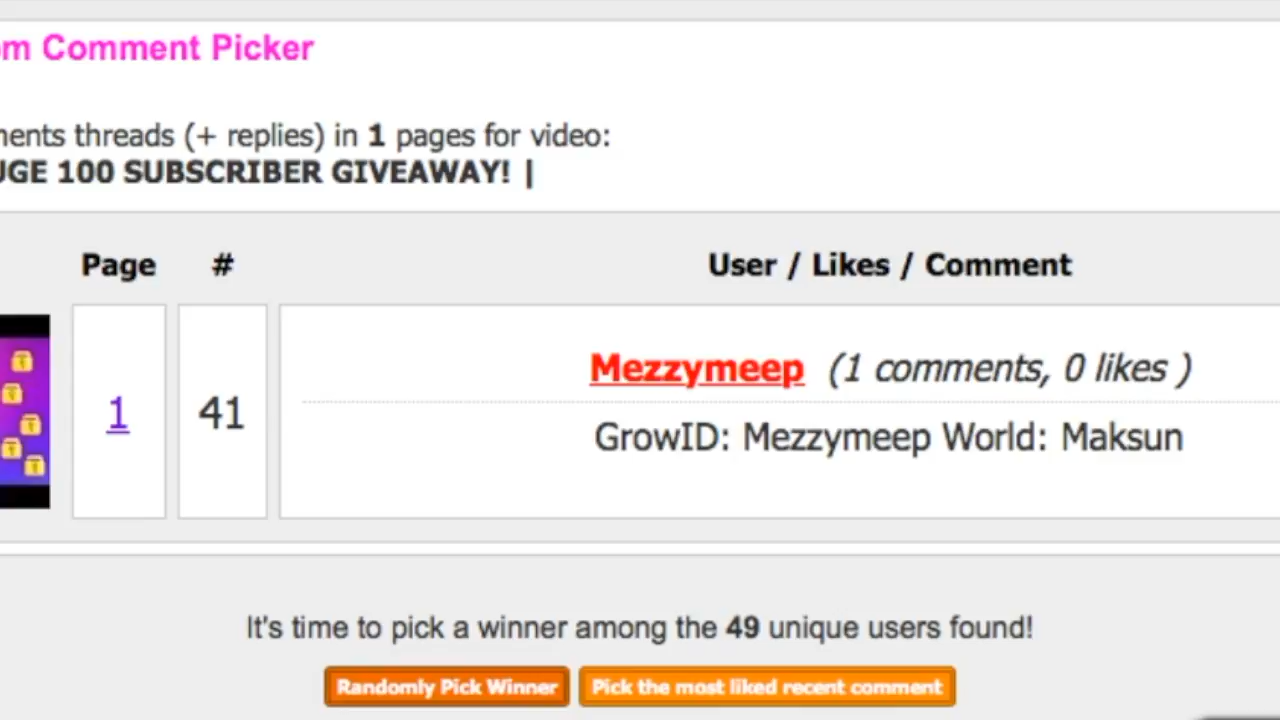 om Comment Picker
ents threads (+ replies) in 1 pages for video:
UGE 100 SUBSCRIBER GIVEAWAY! |
Page # User / Likes / Comment
1 41 Mezzymeep (1 comments, 0 likes )
GrowID: Mezzymeep World: Maksun
It's time to pick a winner among the 49 unique users found!
Randomly Pick Winner Pick the most liked recent comment